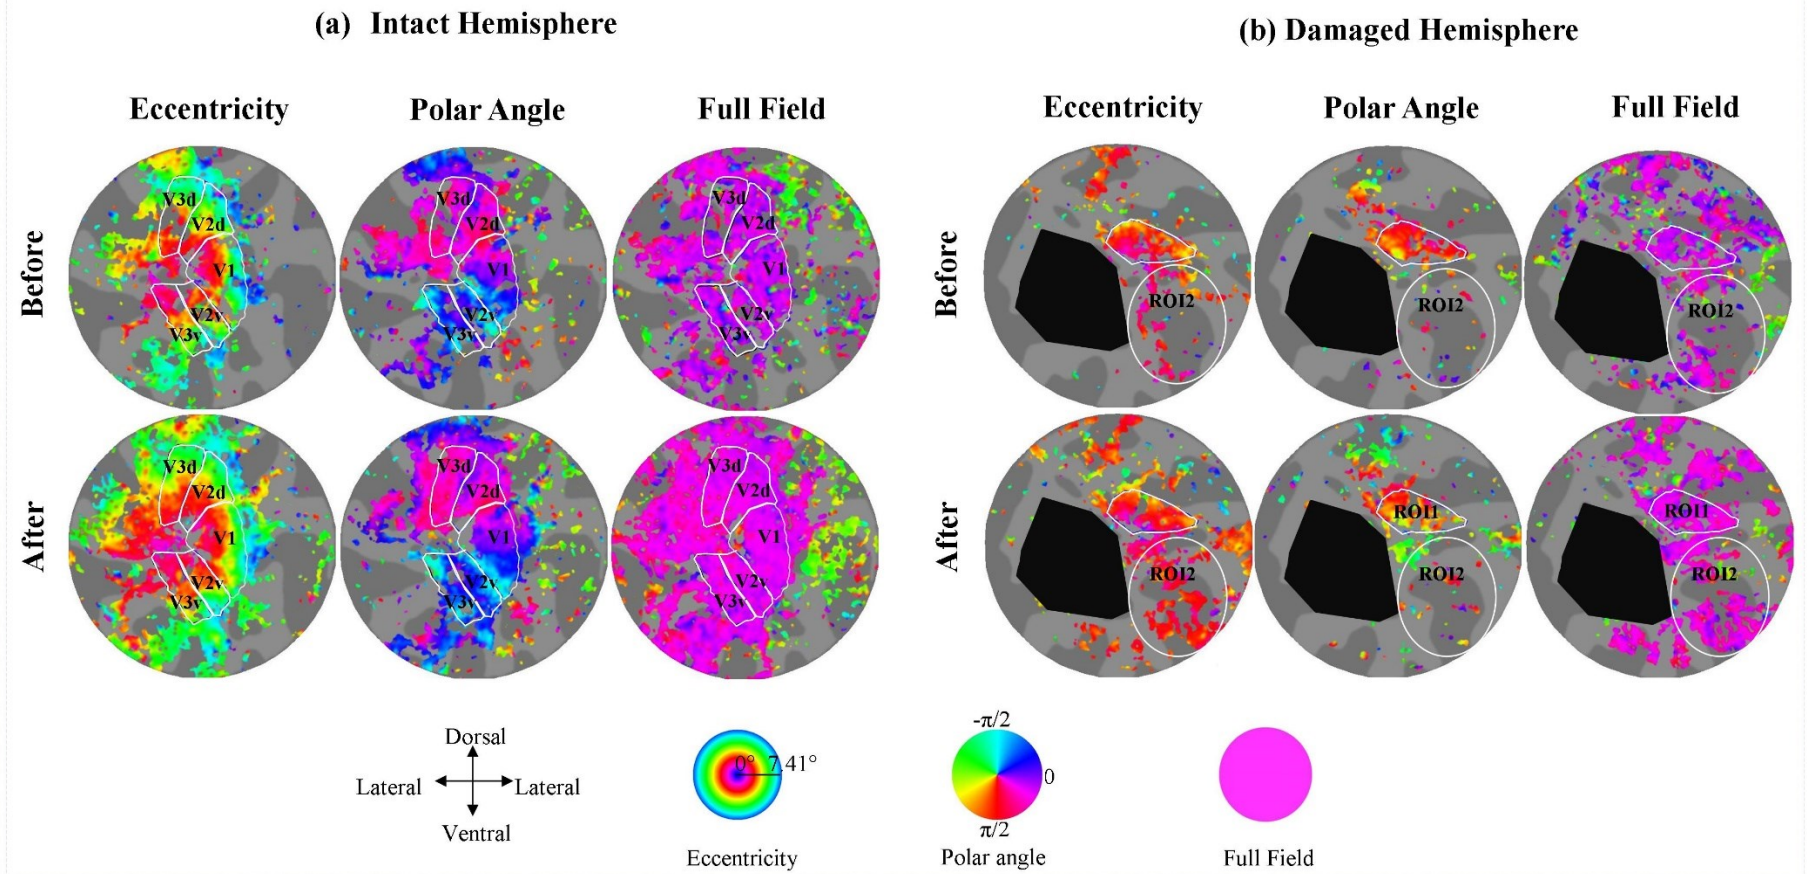 (a) Intact Hemisphere
(b) Damaged Hemisphere
Eccentricity Polar Angle Full Field
Eccentricity Polar Angle Full Field
Before
V3d
V2d
V1
V2v
V3v
V3d
V2d
V1
V2v
V3v
V3d
V2d
V1
V2v
V3v
Before
ROI2
ROI2
ROI2
After
V3d
V2d
V1
V2v
V3v
V3d
V2d
V1
V2v
V3v
V3d
V2d
V1
V2v
V3v
After
ROI2
ROI1
ROI2
ROI1
ROI2
Dorsal
Lateral Lateral
Ventral
0° 7.41°
Eccentricity
-π/2
0
π/2
Polar angle
Full Field